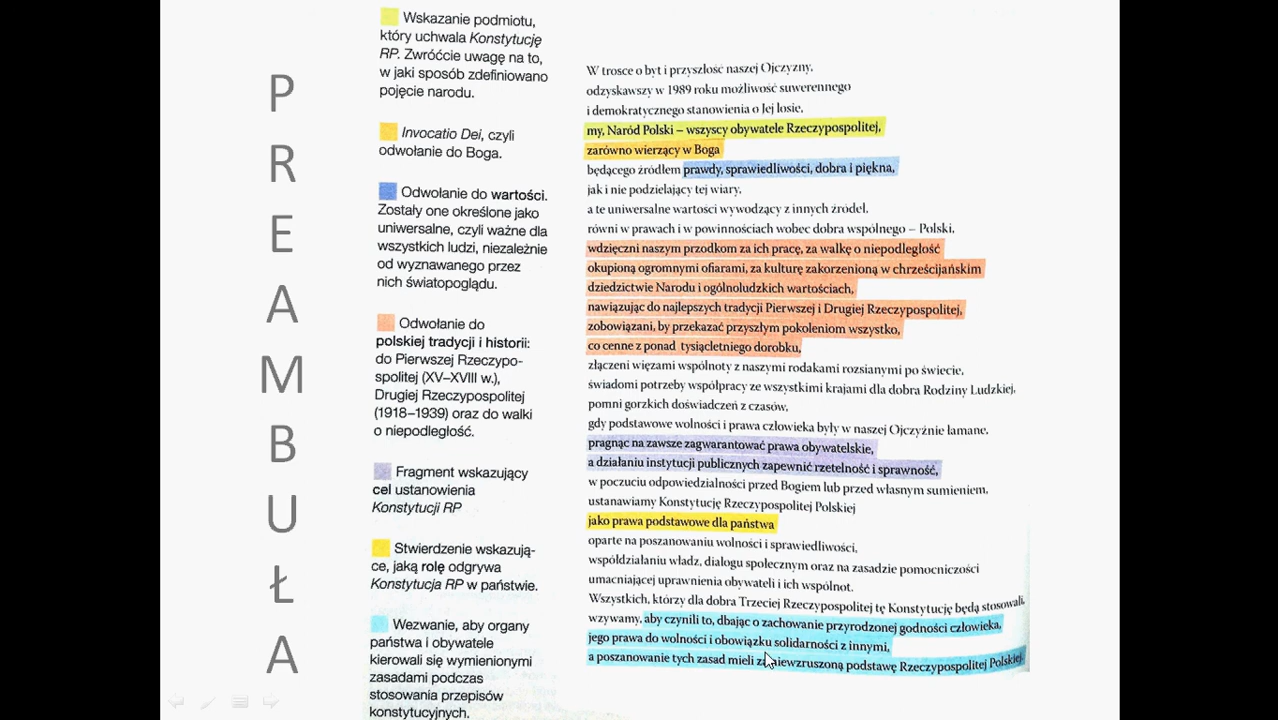 PREAMBUŁA
Wskazanie podmiotu,
który uchwala Konstytucję
RP. Zwróćcie uwagę na to,
w jaki sposób zdefiniowano
pojęcie narodu.
Invocatio Dei, czyli
odwołanie do Boga.
Odwołanie do wartości.
Zostały one określone jako
uniwersalne, czyli ważne dla
wszystkich ludzi, niezależnie
od wyznawanego przez
nich światopoglądu.
Odwołanie do
polskiej tradycji i historii:
do Pierwszej Rzeczypo-
spolitej (XV–XVIII w.),
Drugiej Rzeczypospolitej
(1918–1939) oraz do walki
o niepodległość.
Fragment wskazujący
cel ustanowienia
Konstytucji RP
Stwierdzenie wskazują-
ce, jaką rolę odgrywa
Konstytucja RP w państwie.
Wezwanie, aby organy
państwa i obywatele
kierowali się wymienionymi
zasadami podczas
stosowania przepisów
konstytucyjnych.
W trosce o byt i przyszłość naszej Ojczyzny,
odzyskawszy w 1989 roku możliwość suwerennego
i demokratycznego stanowienia o Jej losie,
my, Naród Polski – wszyscy obywatele Rzeczypospolitej,
zarówno wierzący w Boga
będącego źródłem prawdy, sprawiedliwości, dobra i piękna,
jak i nie podzielający tej wiary,
a te uniwersalne wartości wywodzący z innych źródeł,
równi w prawach i w powinnościach wobec dobra wspólnego – Polski,
wdzięczni naszym przodkom za ich pracę, za walkę o niepodległość
okupioną ogromnymi ofiarami, za kulturę zakorzenioną w chrześcijańskim
dziedzictwie Narodu i ogólnoludzkich wartościach,
nawiązując do najlepszych tradycji Pierwszej i Drugiej Rzeczypospolitej,
zobowiązani, by przekazać przyszłym pokoleniom wszystko,
co cenne z ponad tysiącletniego dorobku,
złączeni więzami wspólnoty z naszymi rodakami rozsianymi po świecie,
świadomi potrzeby współpracy ze wszystkimi krajami dla dobra Rodziny Ludzkiej,
pomni gorzkich doświadczeń z czasów,
gdy podstawowe wolności i prawa człowieka były w naszej Ojczyźnie łamane,
pragnąc na zawsze zagwarantować prawa obywatelskie,
a działaniu instytucji publicznych zapewnić rzetelność i sprawność,
w poczuciu odpowiedzialności przed Bogiem lub przed własnym sumieniem,
ustanawiamy Konstytucję Rzeczypospolitej Polskiej
jako prawa podstawowe dla państwa
oparte na poszanowaniu wolności i sprawiedliwości,
współdziałaniu władz, dialogu społecznym oraz na zasadzie pomocniczości
umacniającej uprawnienia obywateli i ich wspólnot.
Wszystkich, którzy dla dobra Trzeciej Rzeczypospolitej tę Konstytucję będą stosowali,
wzywamy, aby czynili to, dbając o zachowanie przyrodzonej godności człowieka,
jego prawa do wolności i obowiązku solidarności z innymi,
a poszanowanie tych zasad mieli za niewzruszoną podstawę Rzeczypospolitej Polskiej.